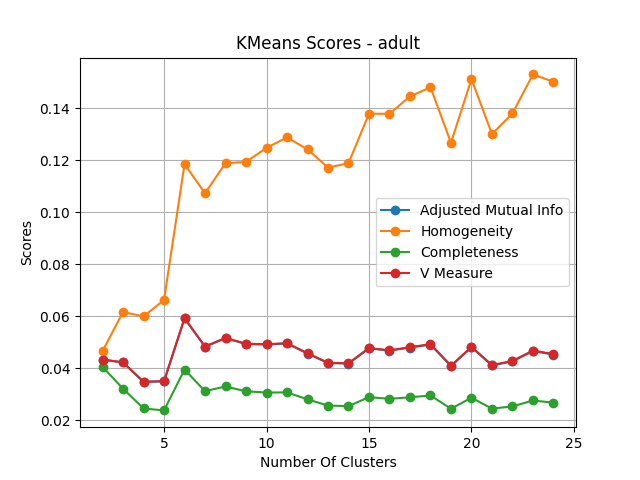 KMeans Scores - adult
0.14
0.12
0.10
0.08
0.06
0.04
0.02
Scores
Adjusted Mutual Info
Homogeneity
Completeness
V Measure
5
10
15
20
25
Number Of Clusters